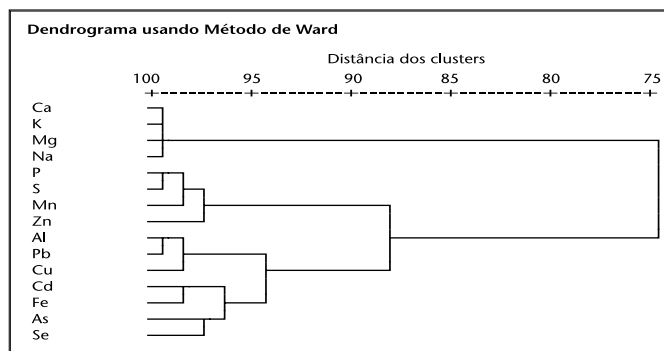 Dendrograma usando Método de Ward
Distância dos clusters
100 95 90 85 80 75
Ca
K
Mg
Na
P
S
Mn
Zn
Al
Pb
Cu
Cd
Fe
As
Se